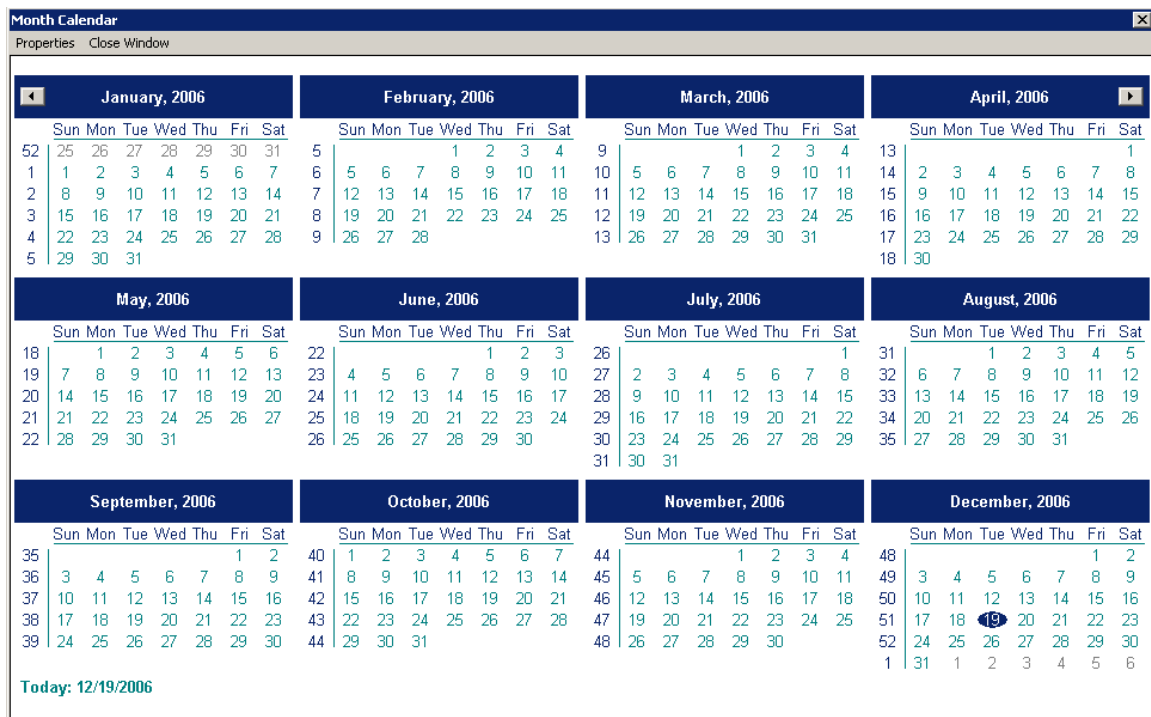 Month Calendar
Properties Close Window
January, 2006 February, 2006 March, 2006 April, 2006
Sun Mon Tue Wed Thu Fri Sat Sun Mon Tue Wed Thu Fri Sat Sun Mon Tue Wed Thu Fri Sat Sun Mon Tue Wed Thu Fri Sat
52 25 26 27 28 29 30 31 5 1 2 3 4 9 1 2 3 4 13 1
1 1 2 3 4 5 6 7 6 5 6 7 8 9 10 11 10 5 6 7 8 9 10 11 14 2 3 4 5 6 7 8
2 8 9 10 11 12 13 14 7 12 13 14 15 16 17 18 11 12 13 14 15 16 17 18 15 9 10 11 12 13 14 15
3 15 16 17 18 19 20 21 8 19 20 21 22 23 24 25 12 19 20 21 22 23 24 25 16 16 17 18 19 20 21 22
4 22 23 24 25 26 27 28 9 26 27 28 13 26 27 28 29 30 31 17 23 24 25 26 27 28 29
5 29 30 31 18 30
May, 2006 June, 2006 July, 2006 August, 2006
Sun Mon Tue Wed Thu Fri Sat Sun Mon Tue Wed Thu Fri Sat Sun Mon Tue Wed Thu Fri Sat Sun Mon Tue Wed Thu Fri Sat
18 1 2 3 4 5 6 22 1 2 3 26 1 31 1 2 3 4 5
19 7 8 9 10 11 12 13 23 4 5 6 7 8 9 10 27 2 3 4 5 6 7 8 32 6 7 8 9 10 11 12
20 14 15 16 17 18 19 20 24 11 12 13 14 15 16 17 28 9 10 11 12 13 14 15 33 13 14 15 16 17 18 19
21 21 22 23 24 25 26 27 25 18 19 20 21 22 23 24 29 16 17 18 19 20 21 22 34 20 21 22 23 24 25 26
22 28 29 30 31 26 25 26 27 28 29 30 30 23 24 25 26 27 28 29 35 27 28 29 30 31
31 30 31
September, 2006 October, 2006 November, 2006 December, 2006
Sun Mon Tue Wed Thu Fri Sat Sun Mon Tue Wed Thu Fri Sat Sun Mon Tue Wed Thu Fri Sat Sun Mon Tue Wed Thu Fri Sat
35 1 2 40 1 2 3 4 5 6 7 44 1 2 3 4 48 1 2
36 3 4 5 6 7 8 9 41 8 9 10 11 12 13 14 45 5 6 7 8 9 10 11 49 3 4 5 6 7 8 9
37 10 11 12 13 14 15 16 42 15 16 17 18 19 20 21 46 12 13 14 15 16 17 18 50 10 11 12 13 14 15 16
38 17 18 19 20 21 22 23 43 22 23 24 25 26 27 28 47 19 20 21 22 23 24 25 51 17 18 19 20 21 22 23
39 24 25 26 27 28 29 30 44 29 30 31 48 26 27 28 29 30 52 24 25 26 27 28 29 30
1 31 1 2 3 4 5 6
Today: 12/19/2006